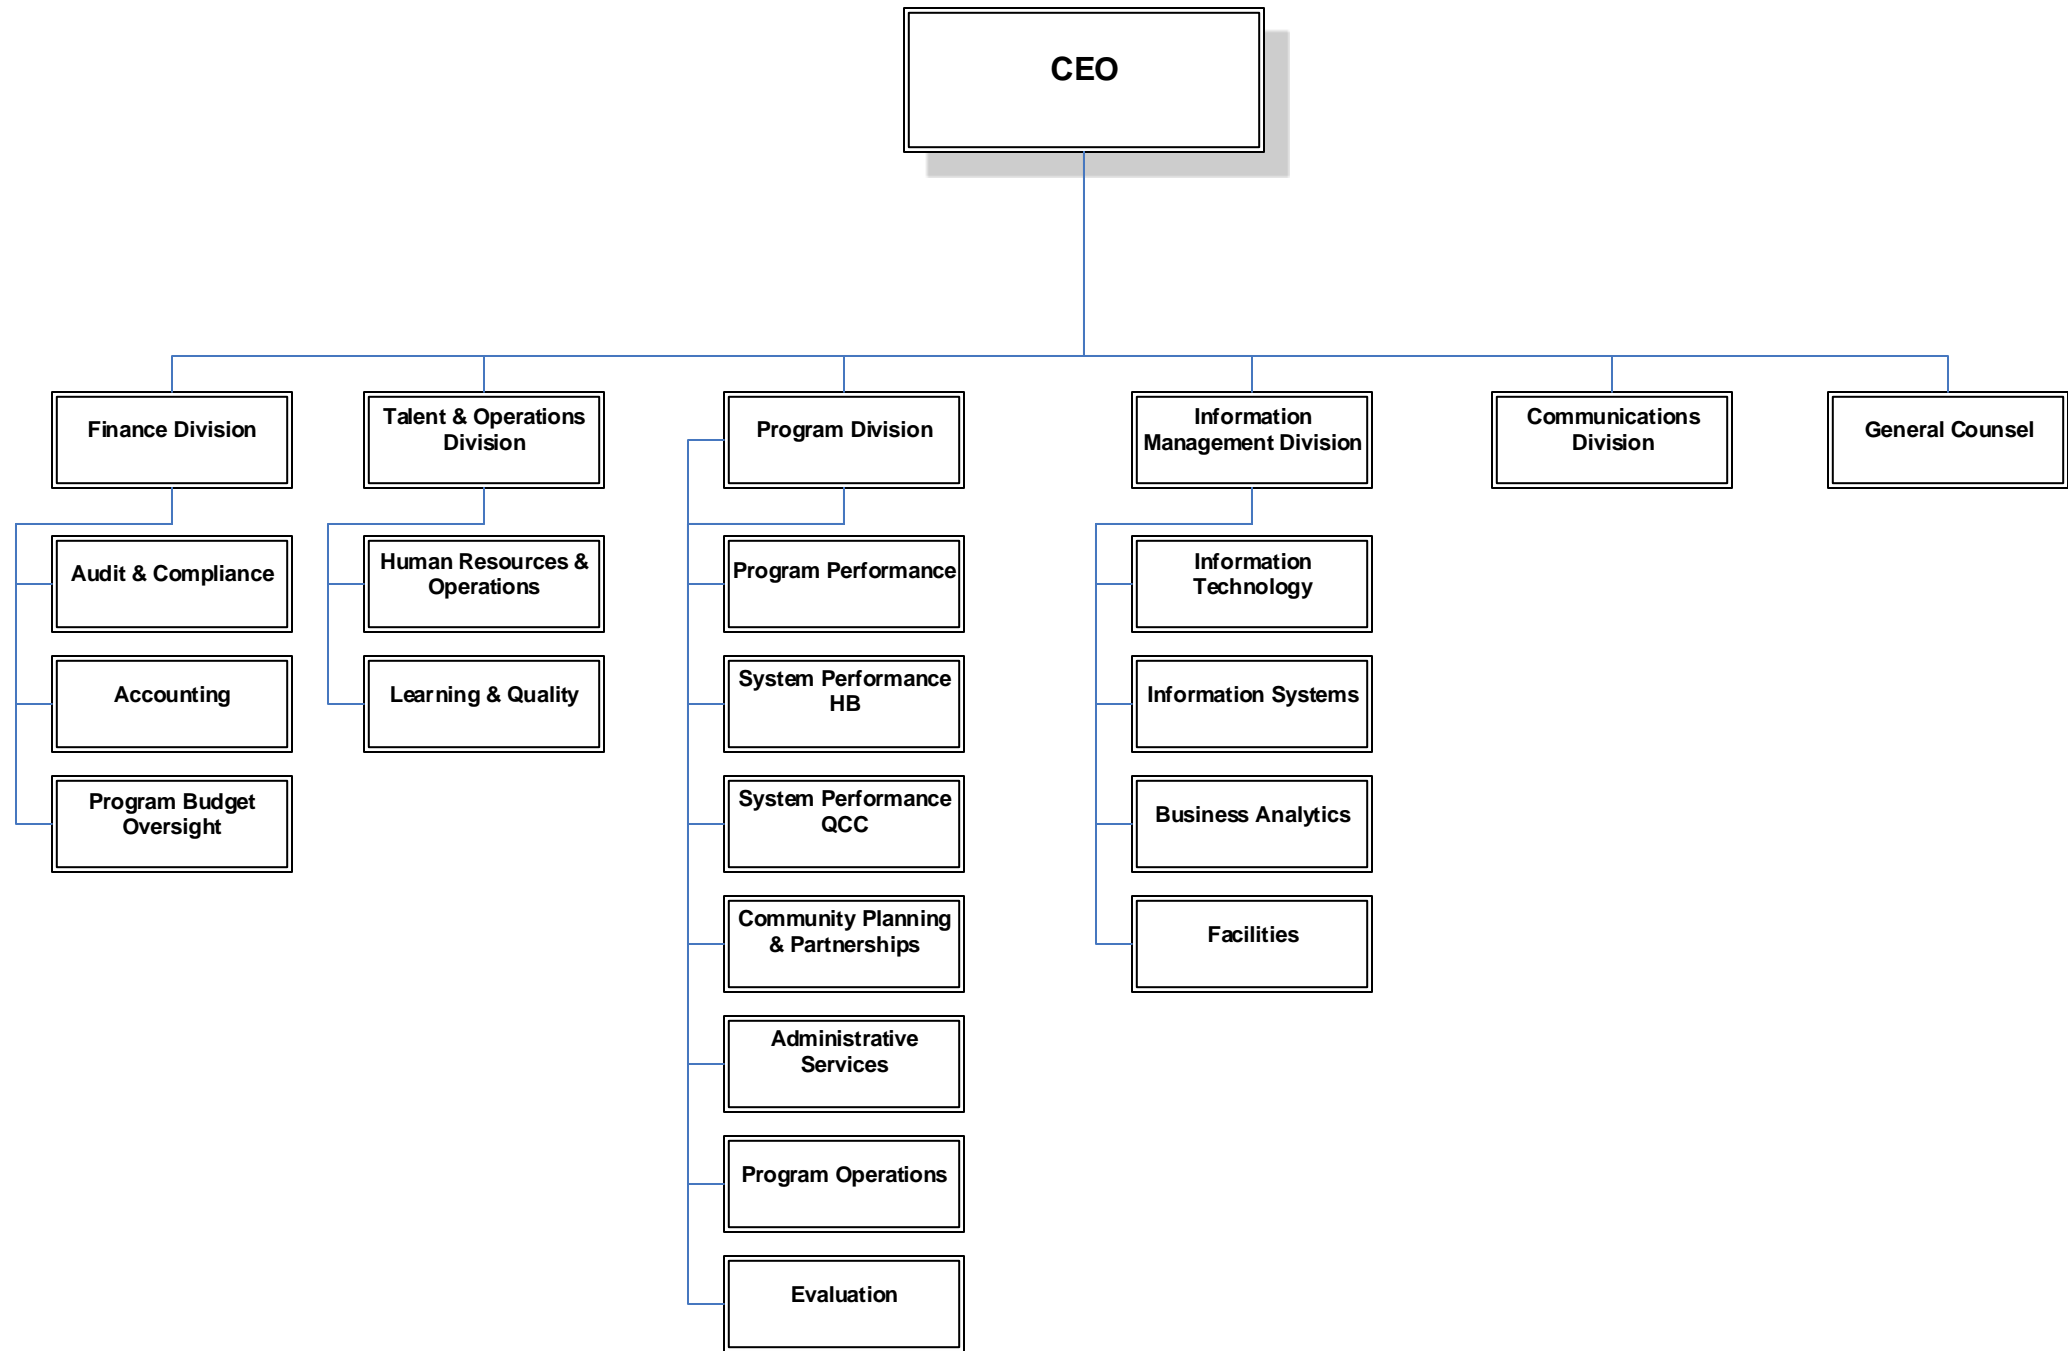 CEO
Finance Division
Talent & Operations
Division
Program Division
Information
Management Division
Communications
Division
General Counsel
Audit & Compliance
Accounting
Program Budget
Oversight
Human Resources &
Operations
Learning & Quality
Program Performance
System Performance
HB
System Performance
QCC
Community Planning
& Partnerships
Administrative
Services
Program Operations
Evaluation
Information
Technology
Information Systems
Business Analytics
Facilities